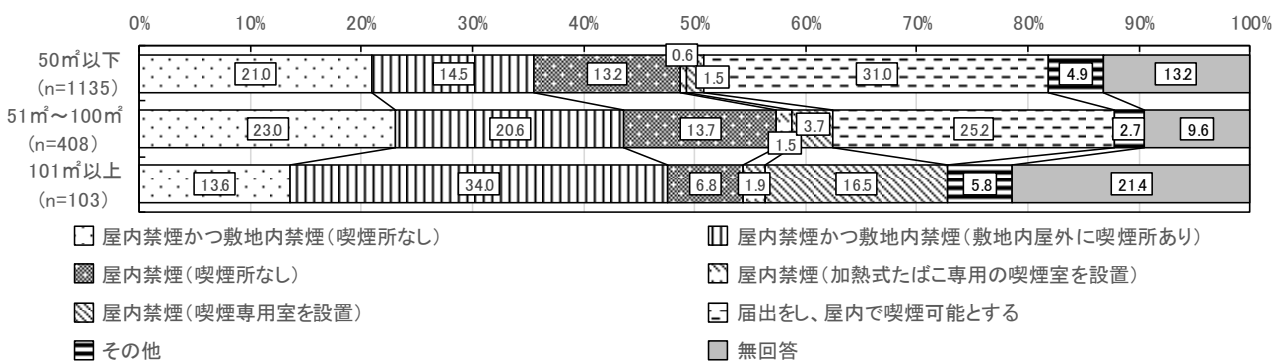 0% 10% 20% 30% 40% 50% 60% 70% 80% 90% 100%
50㎡以下
(n=1135)
21.0 14.5 13.2 0.6 1.5 31.0 4.9 13.2
51㎡～100㎡
(n=408)
23.0 20.6 13.7 1.5 3.7 25.2 2.7 9.6
101㎡以上
(n=103)
13.6 34.0 6.8 1.9 16.5 5.8 21.4
屋内禁煙かつ敷地内禁煙（喫煙所なし）
屋内禁煙かつ敷地内禁煙（敷地内屋外に喫煙所あり）
屋内禁煙（喫煙所なし）
屋内禁煙（加熱式たばこ専用の喫煙室を設置）
屋内禁煙（喫煙専用室を設置）
届出をし、屋内で喫煙可能とする
その他
無回答